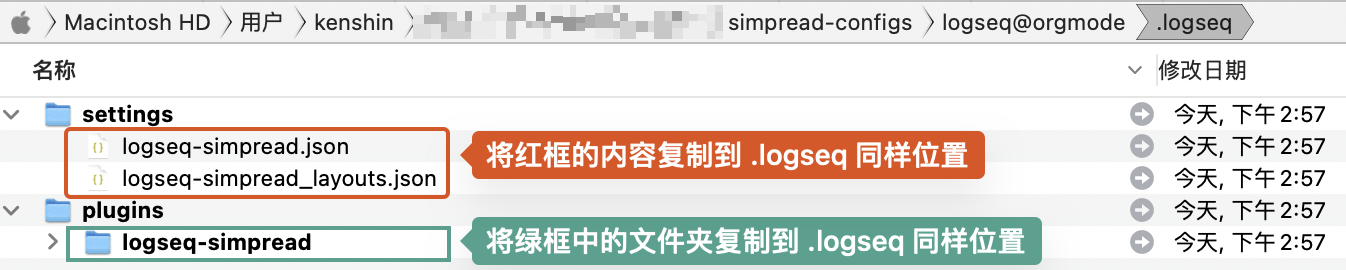 Macintosh HD 用户 kenshin simpread-configs logseq@orgmode .logseq
名称 修改日期
settings 今天, 下午 2:57
logseq-simpread.json 将红框的内容复制到 .logseq 同样位置 今天, 下午 2:57
logseq-simpread_layouts.json 今天, 下午 2:57
plugins 今天, 下午 2:57
logseq-simpread 将绿框中的文件夹复制到 .logseq 同样位置 今天, 下午 2:57